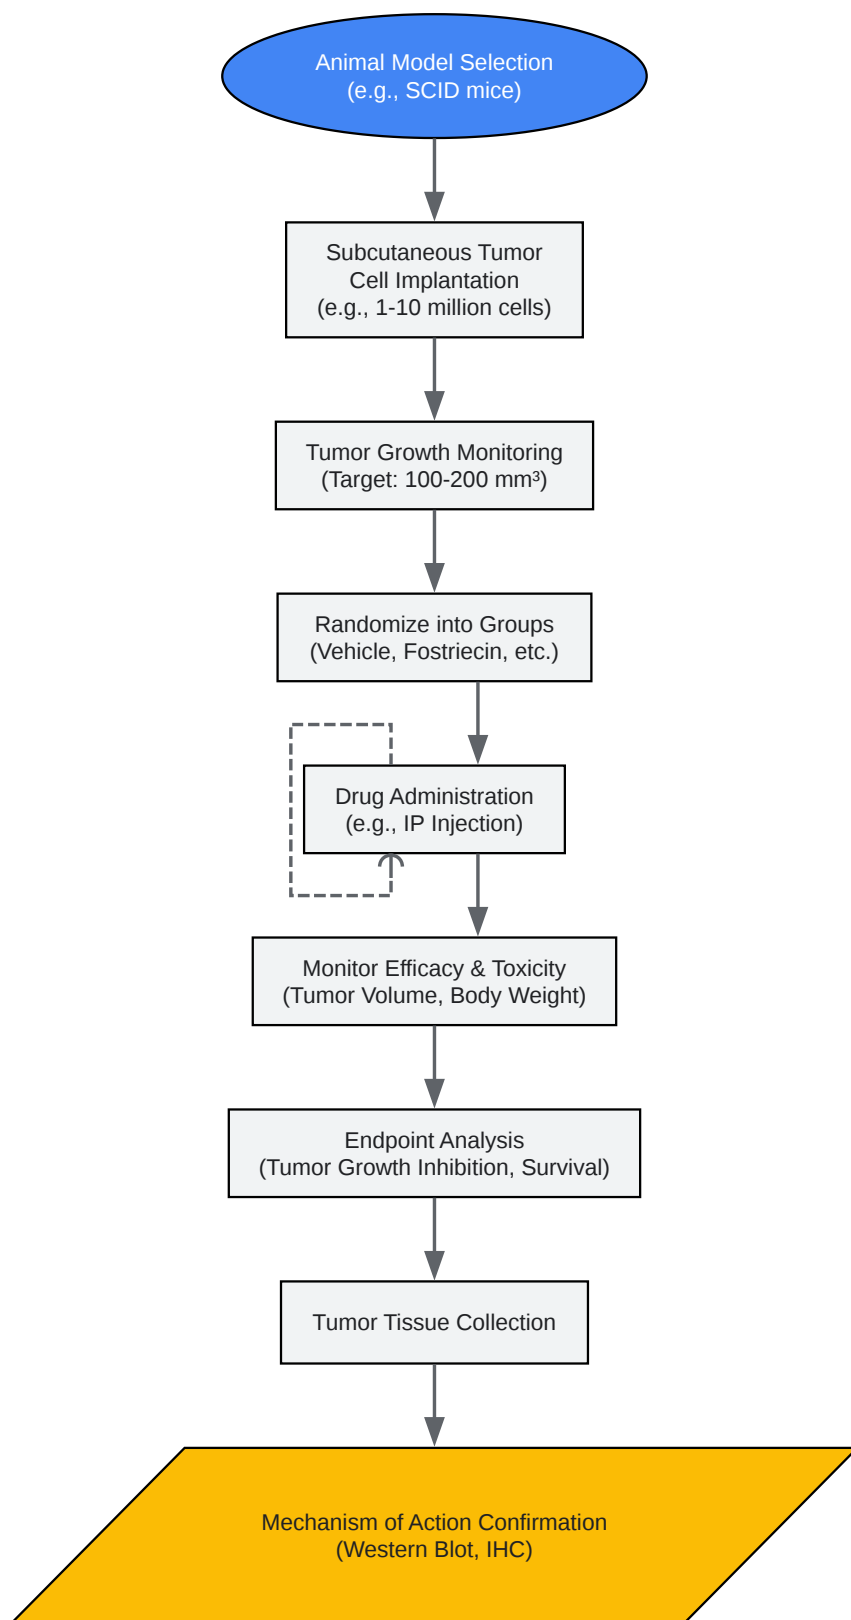 Animal Model Selection
(e.g., SCID mice)
Subcutaneous Tumor
Cell Implantation
(e.g., 1-10 million cells)
Tumor Growth Monitoring
(Target: 100-200 mm³)
Randomize into Groups
(Vehicle, Fostriecin, etc.)
Drug Administration
(e.g., IP Injection)
Monitor Efficacy & Toxicity
(Tumor Volume, Body Weight)
Endpoint Analysis
(Tumor Growth Inhibition, Survival)
Tumor Tissue Collection
Mechanism of Action Confirmation
(Western Blot, IHC)